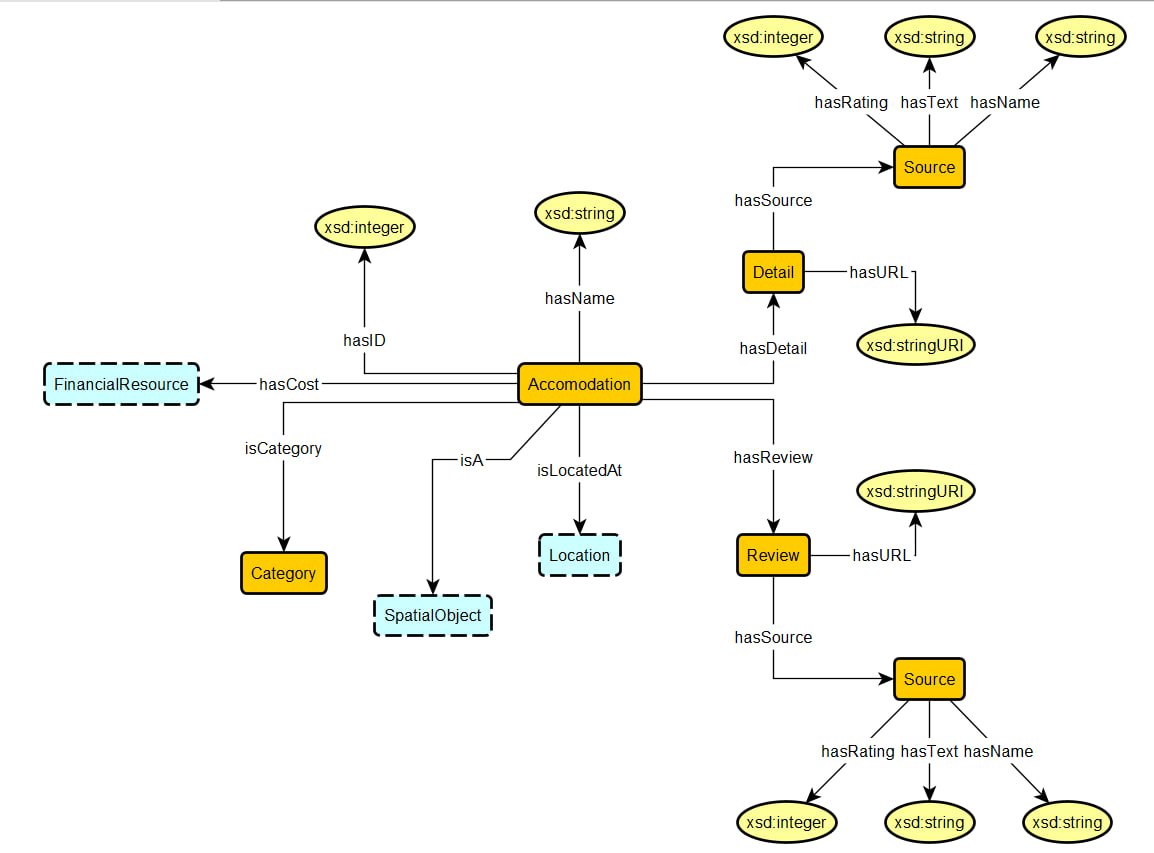 xsd:integer
xsd:string
xsd:string
hasRating
hasText
hasName
Source
hasSource
xsd:integer
xsd:string
Detail
hasURL
hasName
hasID
hasDetail
xsd:stringURI
FinancialResource
hasCost
Accomodation
isCategory
isA
isLocatedAt
hasReview
xsd:stringURI
Category
SpatialObject
Location
Review
hasURL
hasSource
Source
hasRating
hasText
hasName
xsd:integer
xsd:string
xsd:string